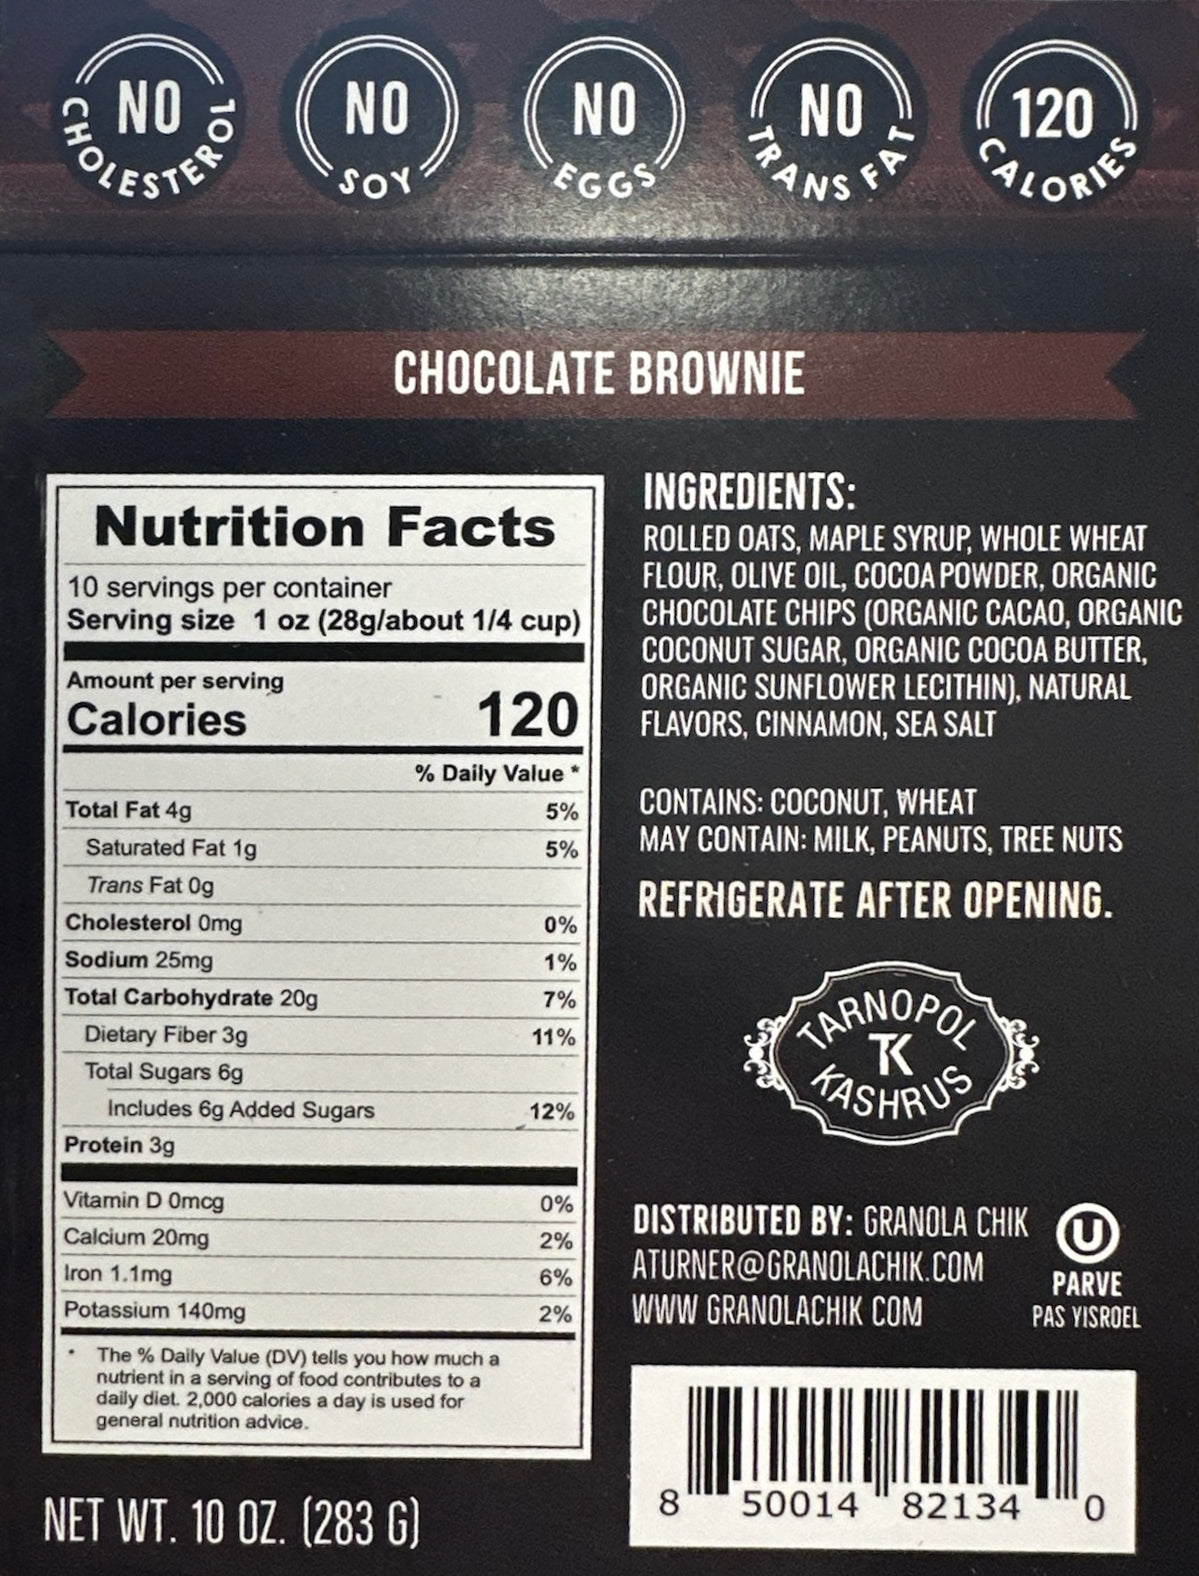 NO CHOLESTEROL
NO SOY
NO EGGS
NO TRANS FAT
120 CALORIES
CHOCOLATE BROWNIE
Nutrition Facts
10 servings per container
Serving size 1 oz (28g/about 1/4 cup)
Amount per serving
Calories 120
% Daily Value *
Total Fat 4g 5%
Saturated Fat 1g 5%
Trans Fat 0g
Cholesterol 0mg 0%
Sodium 25mg 1%
Total Carbohydrate 20g 7%
Dietary Fiber 3g 11%
Total Sugars 6g
Includes 6g Added Sugars 12%
Protein 3g
Vitamin D 0mcg 0%
Calcium 20mg 2%
Iron 1.1mg 6%
Potassium 140mg 2%
* The % Daily Value (DV) tells you how much a
nutrient in a serving of food contributes to a
daily diet. 2,000 calories a day is used for
general nutrition advice.
NET WT. 10 OZ. (283 G)
INGREDIENTS:
ROLLED OATS, MAPLE SYRUP, WHOLE WHEAT
FLOUR, OLIVE OIL, COCOA POWDER, ORGANIC
CHOCOLATE CHIPS (ORGANIC CACAO, ORGANIC
COCONUT SUGAR, ORGANIC COCOA BUTTER,
ORGANIC SUNFLOWER LECITHIN), NATURAL
FLAVORS, CINNAMON, SEA SALT
CONTAINS: COCONUT, WHEAT
MAY CONTAIN: MILK, PEANUTS, TREE NUTS
REFRIGERATE AFTER OPENING.
TARNOPOL
TK
KASHRUS
DISTRIBUTED BY: GRANOLA CHIK
ATURNER@GRANOLACHIK.COM
WWW GRANOLACHIK COM
U
PARVE
PAS YISROEL
8 50014 82134 0